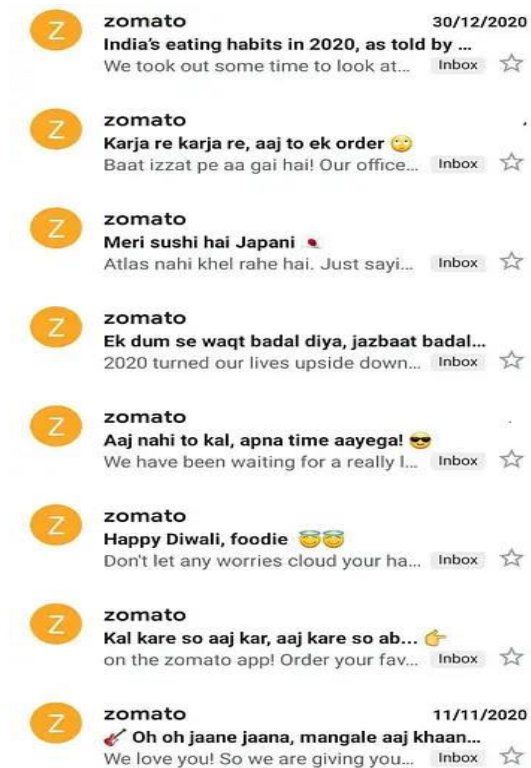 Z
zomato
30/12/2020
India's eating habits in 2020, as told by ...
We took out some time to look at...
Inbox
Z
zomato
Karja re karja re, aaj to ek order 🙄
Baat izzat pe aa gai hai! Our office...
Inbox
Z
zomato
Meri sushi hai Japani
Atlas nahi khel rahe hai. Just sayi...
Inbox
Z
zomato
Ek dum se waqt badal diya, jazbaat badal...
2020 turned our lives upside down...
Inbox
Z
zomato
Aaj nahi to kal, apna time aayega! 😎
We have been waiting for a really l...
Inbox
Z
zomato
Happy Diwali, foodie 😇😇
Don't let any worries cloud your ha...
Inbox
Z
zomato
Kal kare so aaj kar, aaj kare so ab... 👉
on the zomato app! Order your fav...
Inbox
Z
zomato
11/11/2020
🎸 Oh oh jaane jaana, mangale aaj khaan...
We love you! So we are giving you...
Inbox